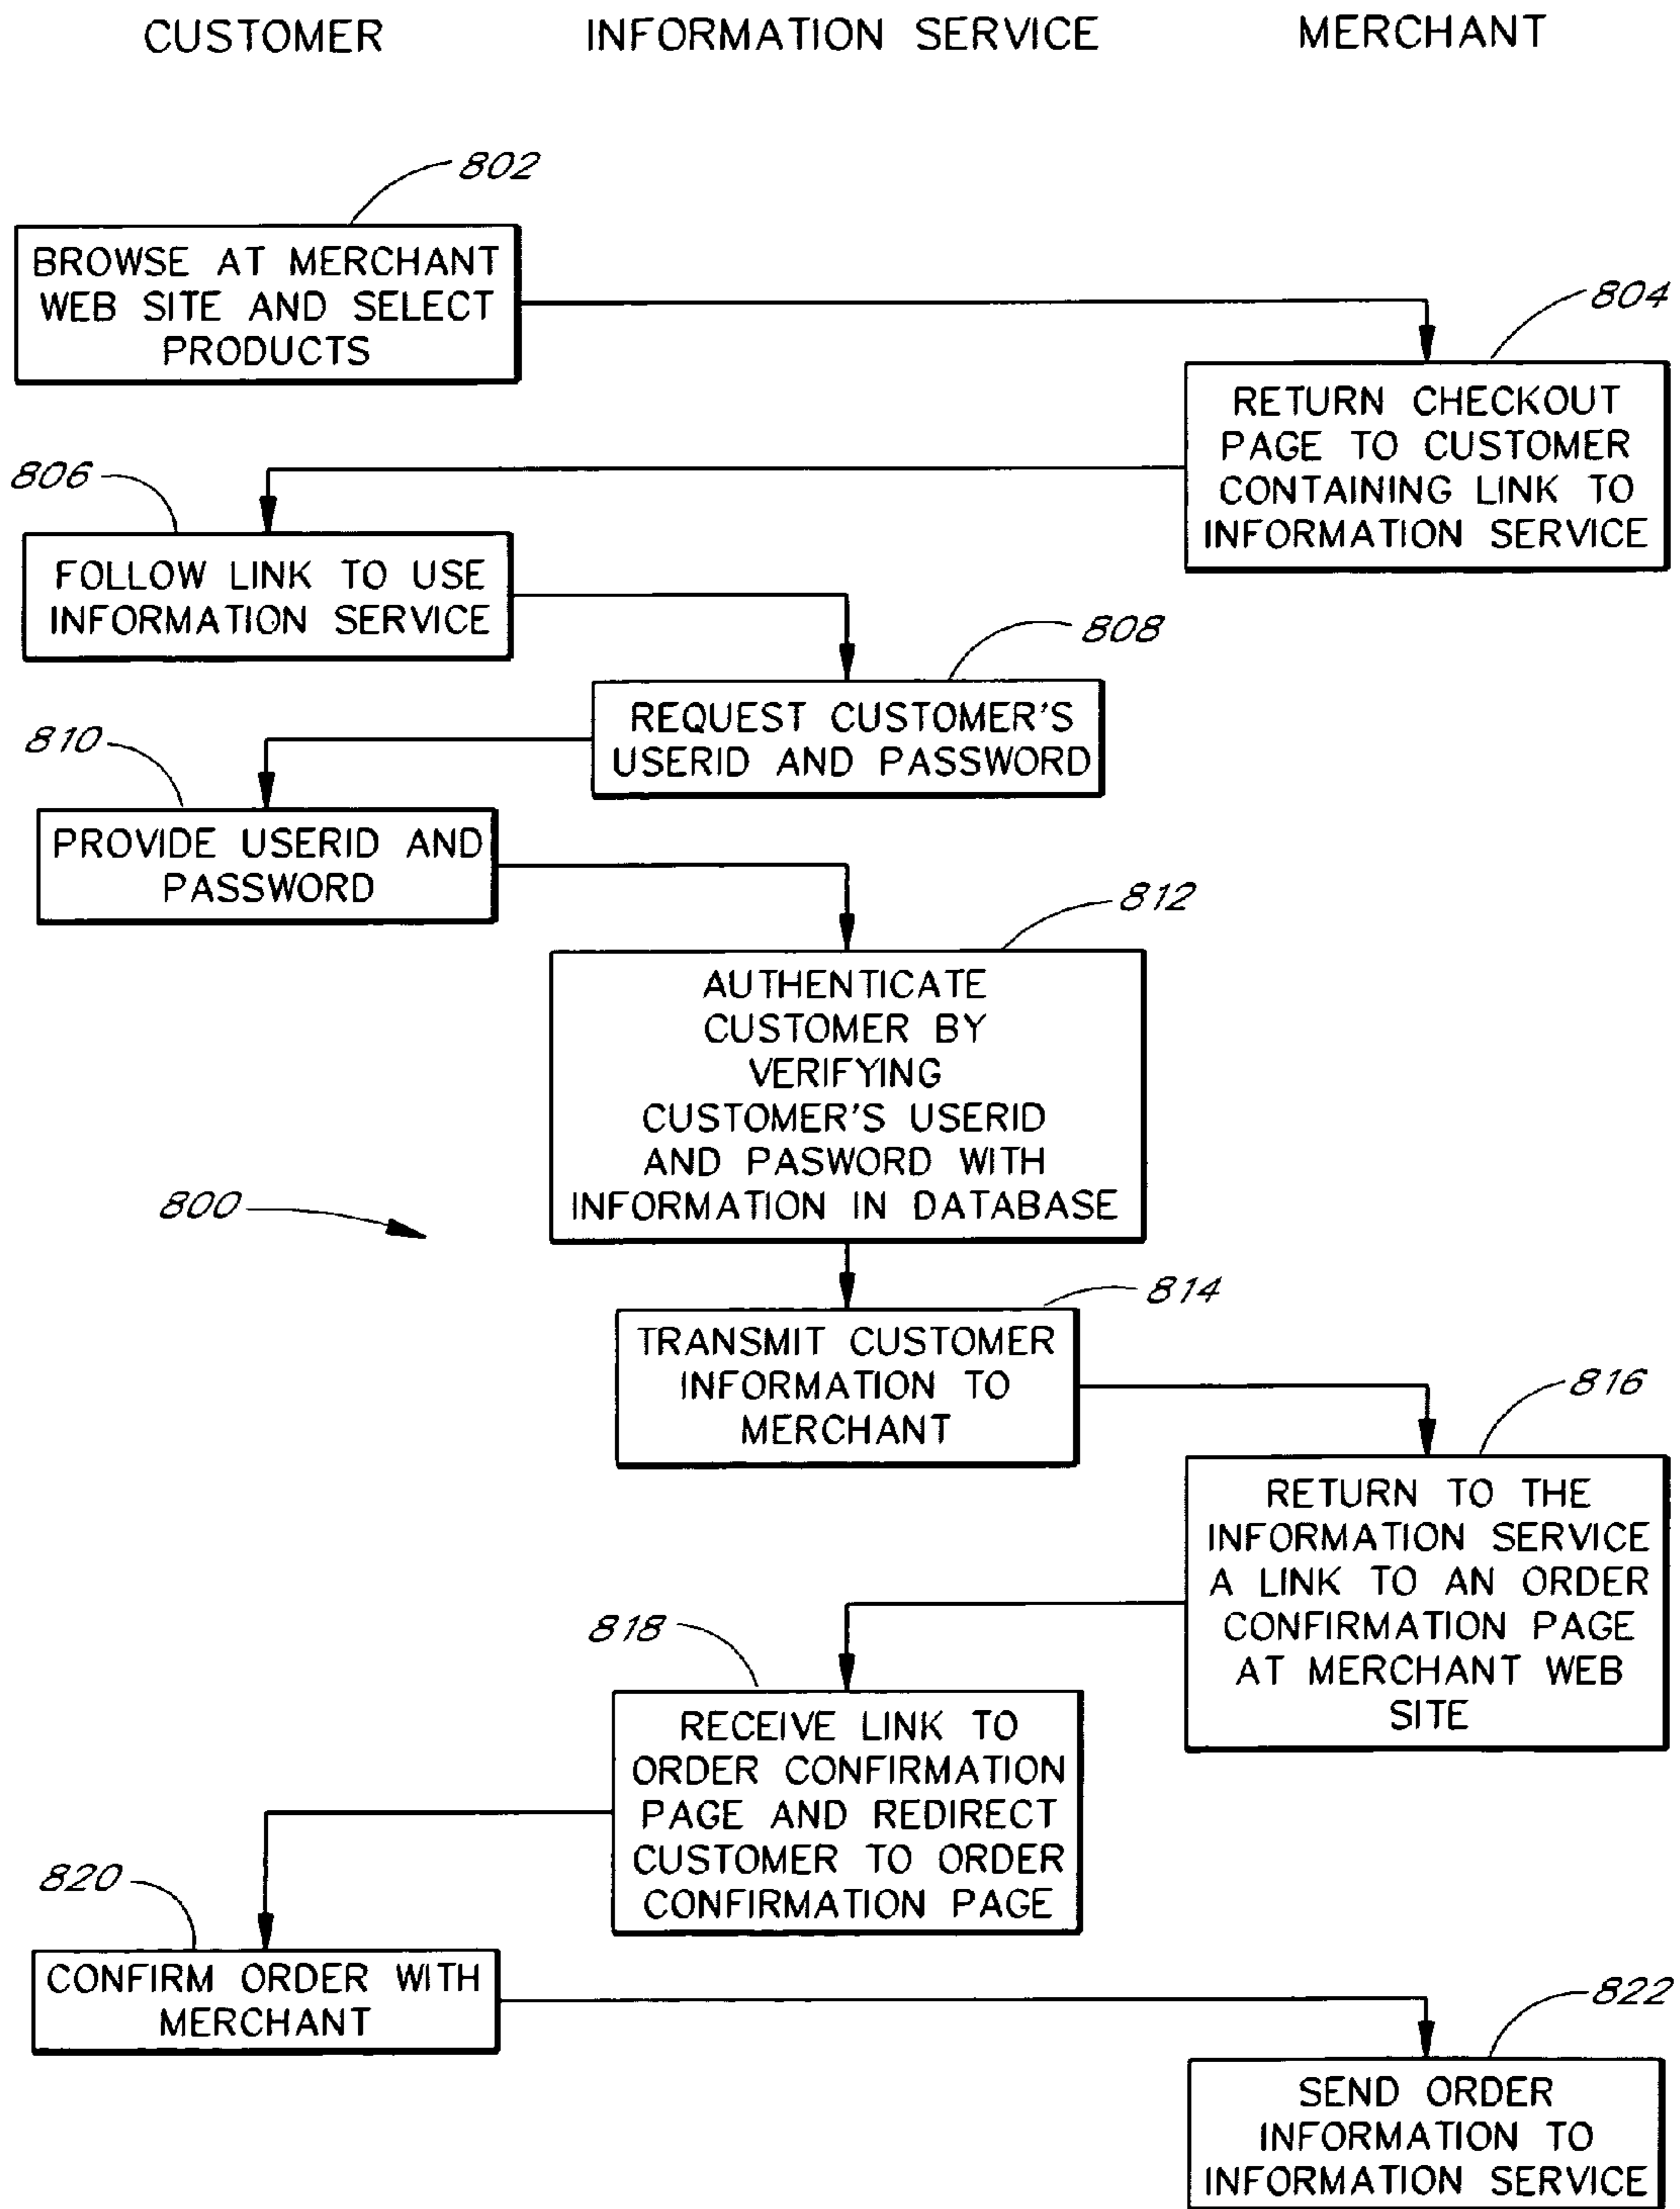 CUSTOMER INFORMATION SERVICE MERCHANT
802
BROWSE AT MERCHANT
WEB SITE AND SELECT
PRODUCTS
804
RETURN CHECKOUT
PAGE TO CUSTOMER
CONTAINING LINK TO
INFORMATION SERVICE
806
FOLLOW LINK TO USE
INFORMATION SERVICE
808
REQUEST CUSTOMER'S
USERID AND PASSWORD
810
PROVIDE USERID AND
PASSWORD
812
AUTHENTICATE
CUSTOMER BY
VERIFYING
CUSTOMER'S USERID
AND PASWORD WITH
INFORMATION IN DATABASE
800
814
TRANSMIT CUSTOMER
INFORMATION TO
MERCHANT
816
RETURN TO THE
INFORMATION SERVICE
A LINK TO AN ORDER
CONFIRMATION PAGE
AT MERCHANT WEB
SITE
818
RECEIVE LINK TO
ORDER CONFIRMATION
PAGE AND REDIRECT
CUSTOMER TO ORDER
CONFIRMATION PAGE
820
CONFIRM ORDER WITH
MERCHANT
822
SEND ORDER
INFORMATION TO
INFORMATION SERVICE